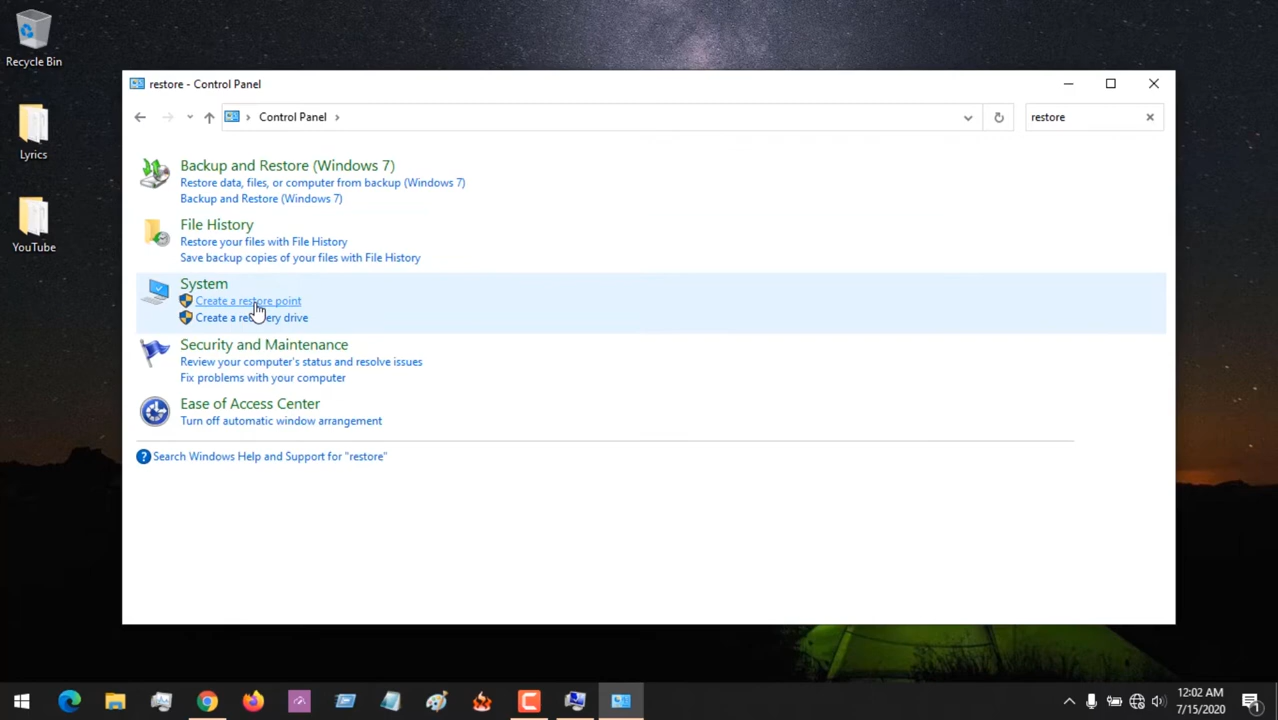 Recycle Bin
Lyrics
YouTube
restore - Control Panel
Control Panel
restore
Backup and Restore (Windows 7)
Restore data, files, or computer from backup (Windows 7)
Backup and Restore (Windows 7)
File History
Restore your files with File History
Save backup copies of your files with File History
System
Create a restore point
Create a recovery drive
Security and Maintenance
Review your computer's status and resolve issues
Fix problems with your computer
Ease of Access Center
Turn off automatic window arrangement
? Search Windows Help and Support for "restore"
12:02 AM
7/15/2020
1